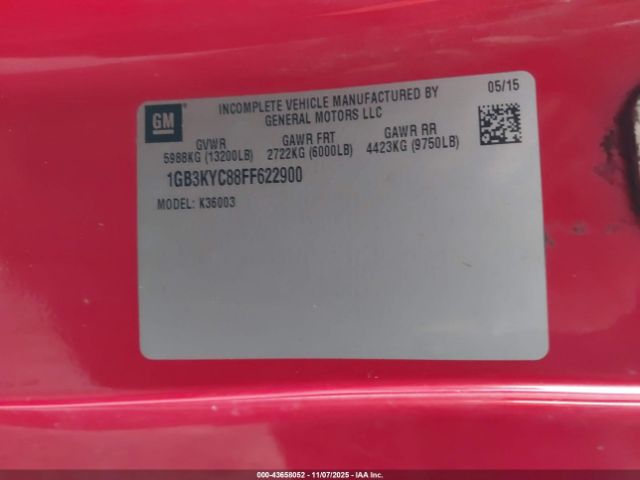 GM
INCOMPLETE VEHICLE MANUFACTURED BY
GENERAL MOTORS LLC
05/15
GVWR GAWR FRT GAWR RR
5988KG (13200LB) 2722KG (6000LB) 4423KG (9750LB)
1GB3KYC88FF622900
MODEL: K36003
000-43658052 - 11/07/2025 - IAA Inc.